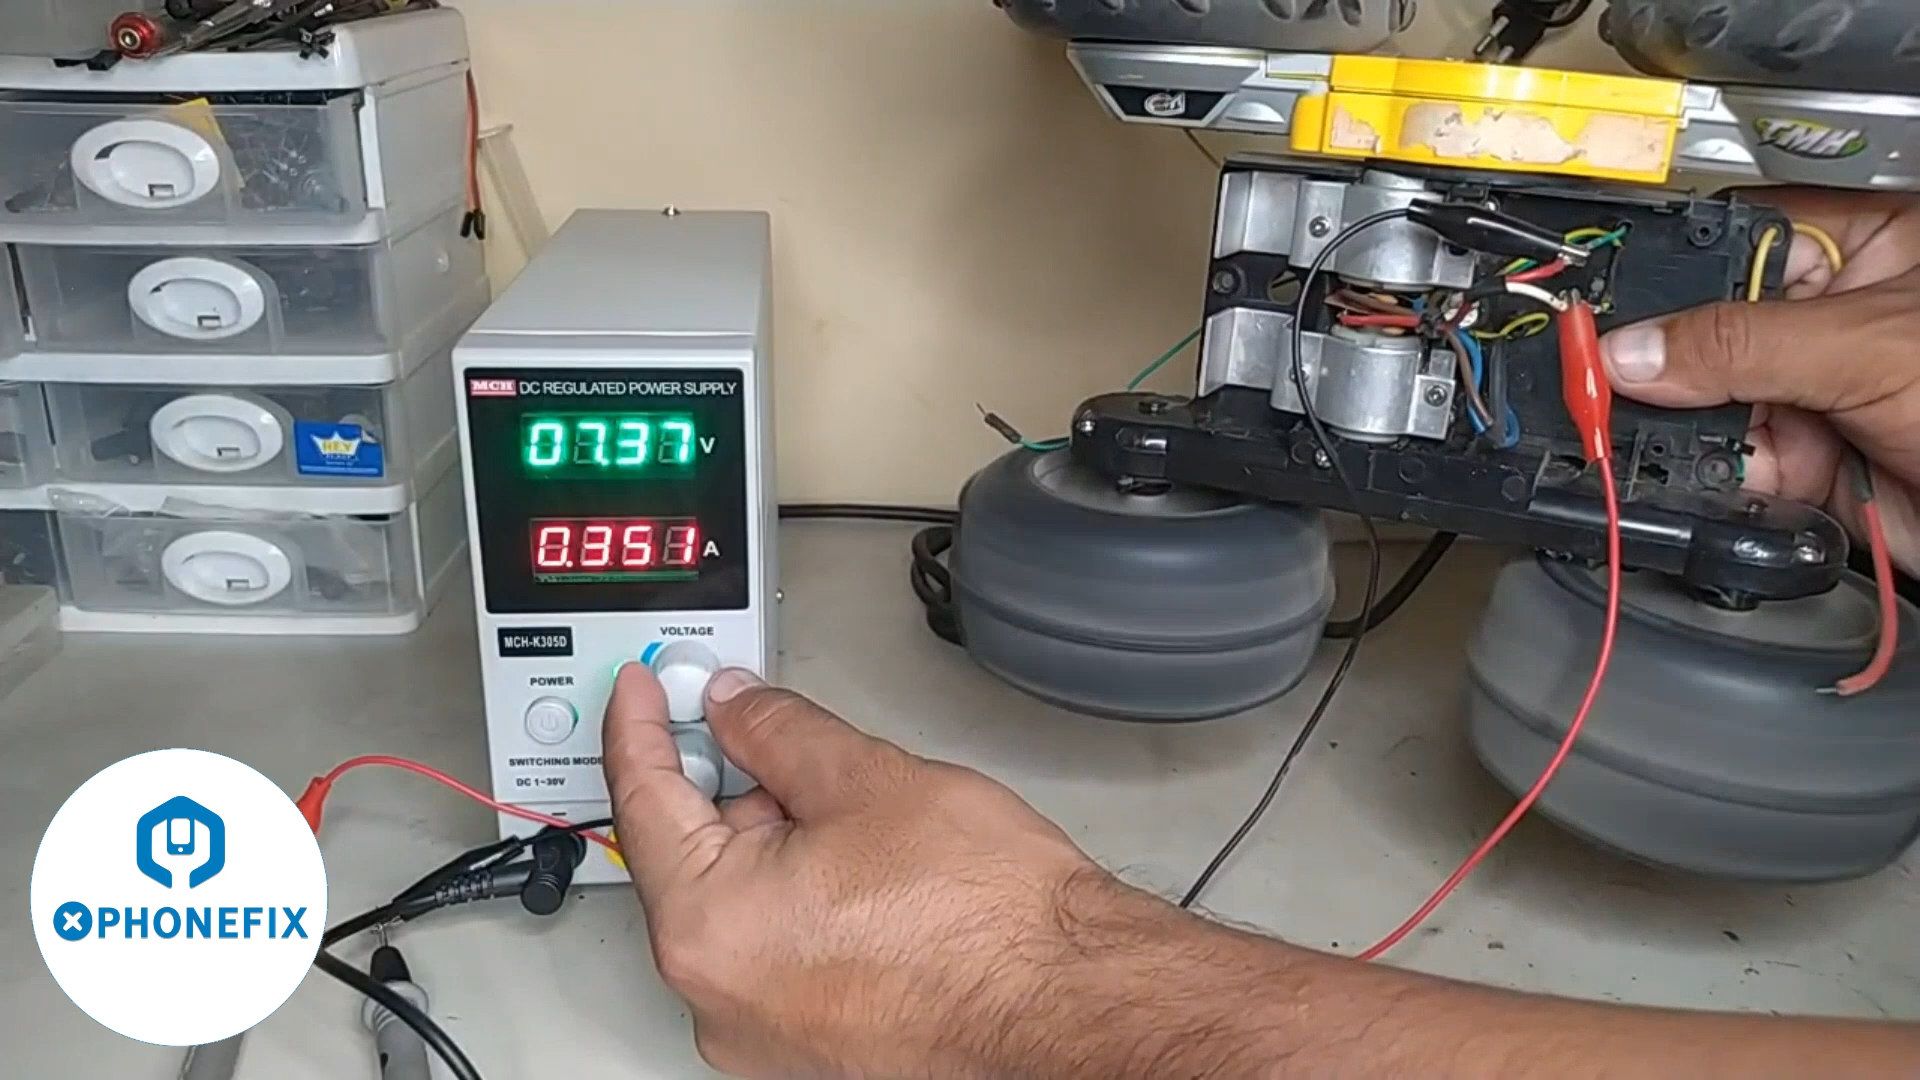 TMH
MCH DC REGULATED POWER SUPPLY
07.37 V
0.351 A
MCH-K305D
VOLTAGE
POWER
SWITCHING MODE
DC 1~30V
PHONEFIX